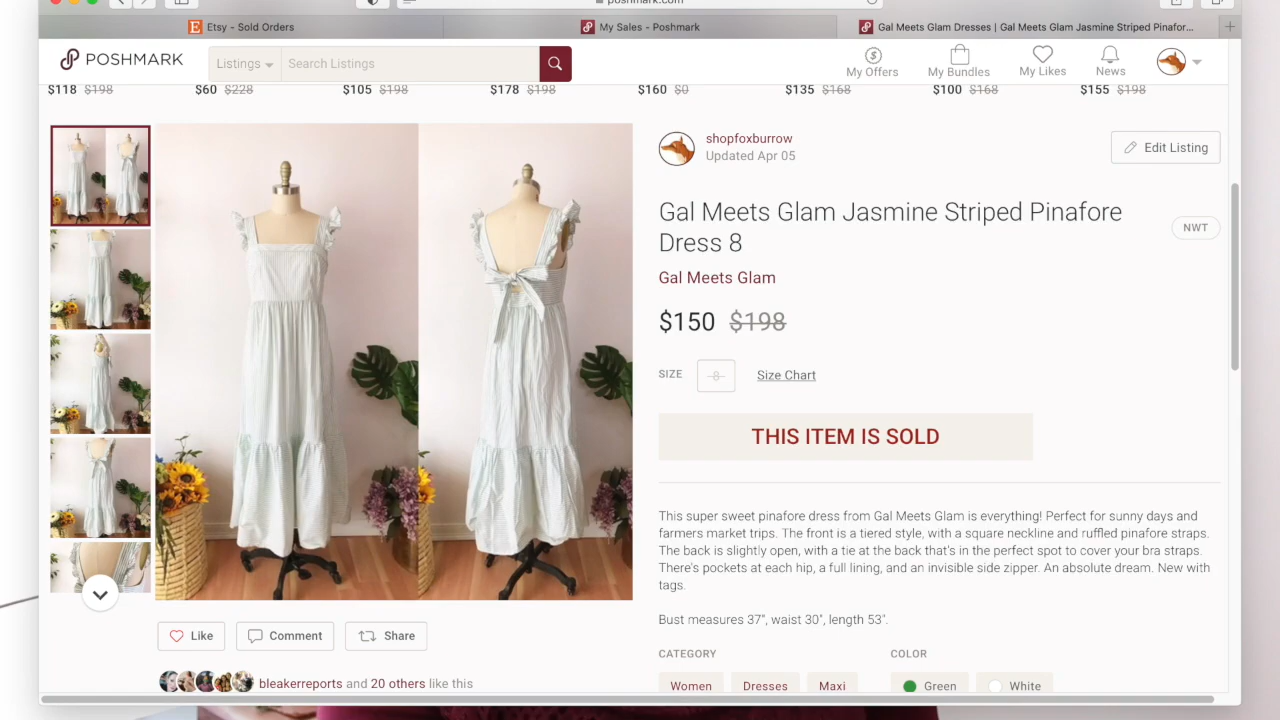 poshmark.com
Etsy - Sold Orders
My Sales - Poshmark
Gal Meets Glam Dresses | Gal Meets Glam Jasmine Striped Pinafor...
POSHMARK
Listings
Search Listings
My Offers
My Bundles
My Likes
News
$118 $198
$60 $228
$105 $198
$178 $198
$160 $0
$135 $168
$100 $168
$155 $198
shopfoxburrow
Updated Apr 05
Edit Listing
Gal Meets Glam Jasmine Striped Pinafore
Dress 8
NWT
Gal Meets Glam
$150 $198
SIZE
8
Size Chart
THIS ITEM IS SOLD
This super sweet pinafore dress from Gal Meets Glam is everything! Perfect for sunny days and
farmers market trips. The front is a tiered style, with a square neckline and ruffled pinafore straps.
The back is slightly open, with a tie at the back that's in the perfect spot to cover your bra straps.
There's pockets at each hip, a full lining, and an invisible side zipper. An absolute dream. New with
tags.
Bust measures 37", waist 30", length 53".
CATEGORY
COLOR
Women
Dresses
Maxi
Green
White
Like
Comment
Share
bleakerreports and 20 others like this